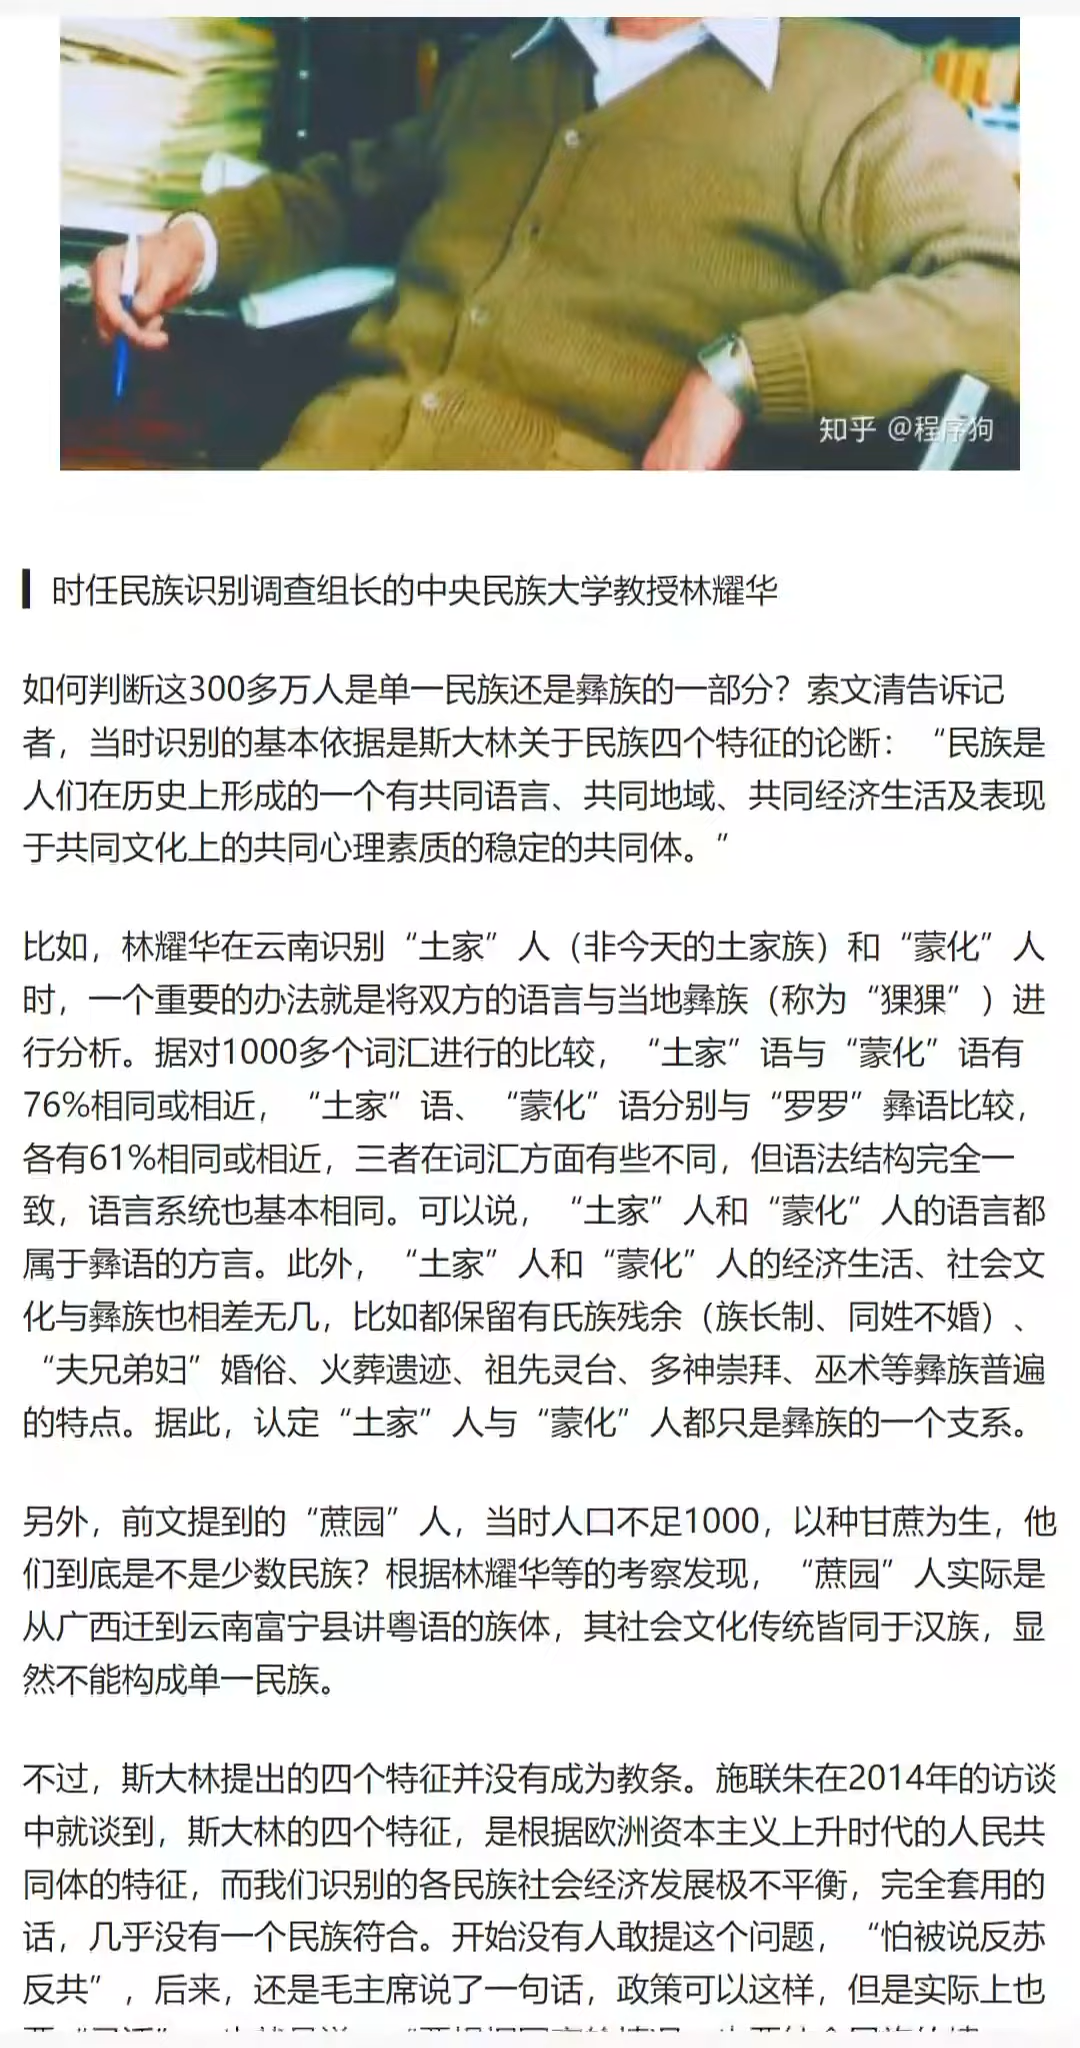 知乎 @程序狗
时任民族识别调查组长的中央民族大学教授林耀华
如何判断这300多万人是单一民族还是彝族的一部分？索文清告诉记
者，当时识别的基本依据是斯大林关于民族四个特征的论断：“民族是
人们在历史上形成的一个有共同语言、共同地域、共同经济生活及表现
于共同文化上的共同心理素质的稳定的共同体。”
比如，林耀华在云南识别“土家”人（非今天的土家族）和“蒙化”人
时，一个重要的办法就是将双方的语言与当地彝族（称为“猓猓”）进
行分析。据对1000多个词汇进行的比较，“土家”语与“蒙化”语有
76%相同或相近，“土家”语、“蒙化”语分别与“罗罗”彝语比较，
各有61%相同或相近，三者在词汇方面有些不同，但语法结构完全一
致，语言系统也基本相同。可以说，“土家”人和“蒙化”人的语言都
属于彝语的方言。此外，“土家”人和“蒙化”人的经济生活、社会文
化与彝族也相差无几，比如都保留有氏族残余（族长制、同姓不婚）、
“夫兄弟妇”婚俗、火葬遗迹、祖先灵台、多神崇拜、巫术等彝族普遍
的特点。据此，认定“土家”人与“蒙化”人都只是彝族的一个支系。
另外，前文提到的“蔗园”人，当时人口不足1000，以种甘蔗为生，他
们到底是不是少数民族？根据林耀华等的考察发现，“蔗园”人实际是
从广西迁到云南富宁县讲粤语的族体，其社会文化传统皆同于汉族，显
然不能构成单一民族。
不过，斯大林提出的四个特征并没有成为教条。施联朱在2014年的访谈
中就谈到，斯大林的四个特征，是根据欧洲资本主义上升时代的人民共
同体的特征，而我们识别的各民族社会经济发展极不平衡，完全套用的
话，几乎没有一个民族符合。开始没有人敢提这个问题，“怕被说反苏
反共”，后来，还是毛主席说了一句话，政策可以这样，但是实际上也